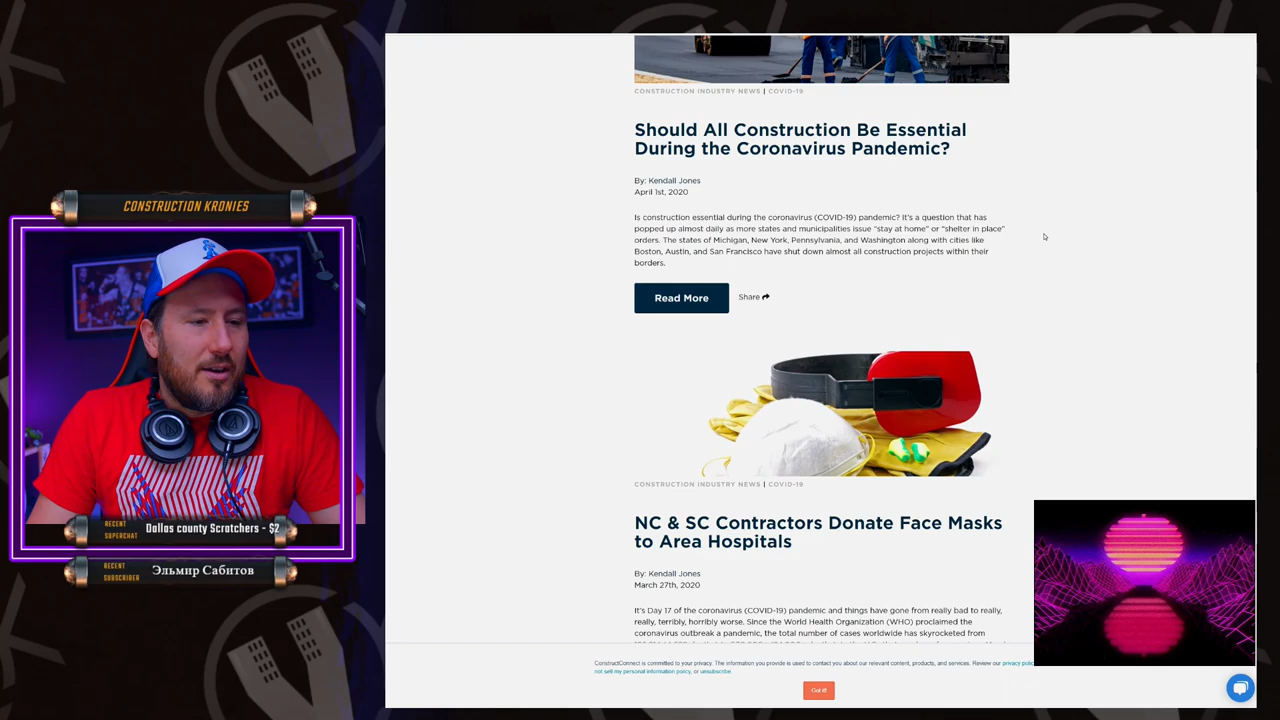 CONSTRUCTION KRONIES
RECENT
SUPERCHAT
Dallas county Scratchers - $2
RECENT
SUBSCRIBER
Эльмир Сабитов
CONSTRUCTION INDUSTRY NEWS | COVID-19
Should All Construction Be Essential
During the Coronavirus Pandemic?
By: Kendall Jones
April 1st, 2020
Is construction essential during the coronavirus (COVID-19) pandemic? It's a question that has
popped up almost daily as more states and municipalities issue "stay at home" or "shelter in place"
orders. The states of Michigan, New York, Pennsylvania, and Washington along with cities like
Boston, Austin, and San Francisco have shut down almost all construction projects within their
borders.
Read More
Share
CONSTRUCTION INDUSTRY NEWS | COVID-19
NC & SC Contractors Donate Face Masks
to Area Hospitals
By: Kendall Jones
March 27th, 2020
It's Day 17 of the coronavirus (COVID-19) pandemic and things have gone from really bad to really,
really, terribly, horribly worse. Since the World Health Organization (WHO) proclaimed the
coronavirus outbreak a pandemic, the total number of cases worldwide has skyrocketed from
ConstructConnect is committed to your privacy. The information you provide is used to contact you about our relevant content, products, and services. Review our privacy
not sell my personal information policy, or unsubscribe
Got it!